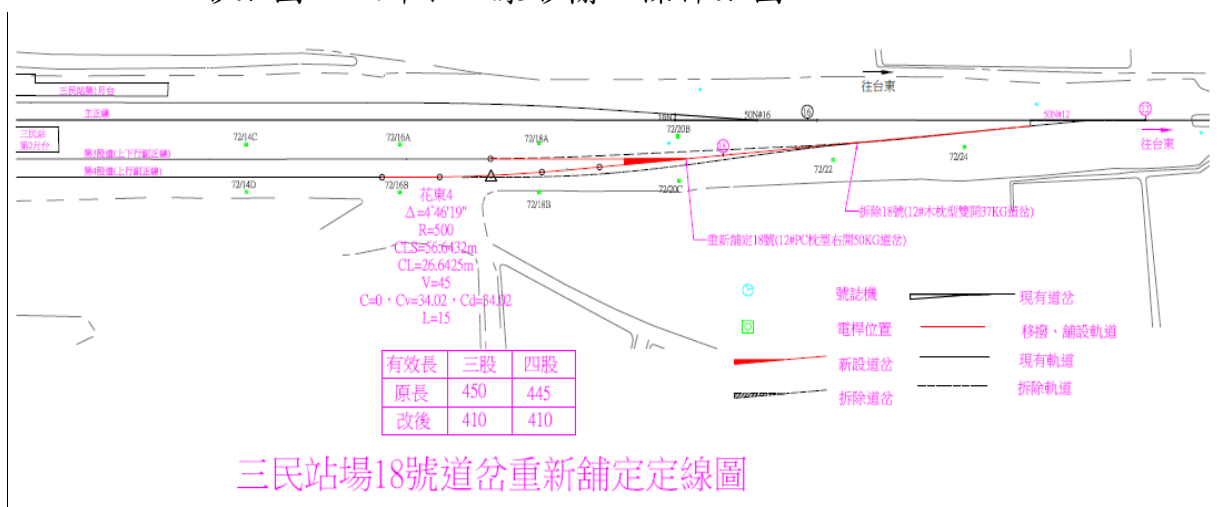 往台東
三民站第1月台
主正線
50N#16
16
50N#12
12
三民站
第2月台
72/14C
72/16A
72/18A
72/20B
往台東
第3股道(上下行副正線)
18
72/24
第4股道(上行副正線)
72/22
72/14D
72/16B
72/18B
72/20C
拆除18號(12#木枕型雙開37KG道岔)
重新舖定18號(12#PC枕型右開50KG道岔)
花東4
Δ=4°46'19"
R=500
CLS=56.6432m
CL=26.6425m
V=45
C=0，Cv=34.02，Cd=34.02
L=15
號誌機
現有道岔
電桿位置
移撥、舖設軌道
新設道岔
現有軌道
拆除道岔
拆除軌道
有效長 三股 四股
原長 450 445
改後 410 410
三民站場18號道岔重新舖定定線圖